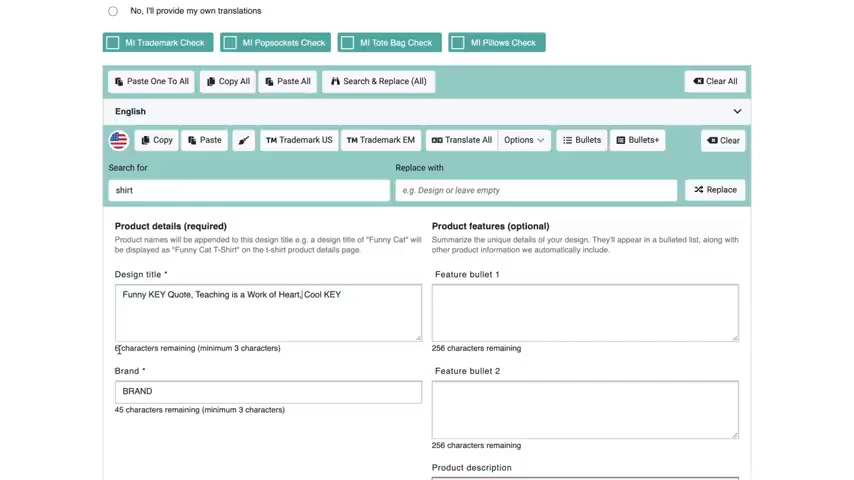 No, I'll provide my own translations
MI Trademark Check MI Popsockets Check MI Tote Bag Check MI Pillows Check
Paste One To All Copy All Paste All Search & Replace (All) Clear All
English
Copy Paste TM Trademark US TM Trademark EM Translate All Options Bullets Bullets+ Clear
Search for Replace with
shirt e.g. Design or leave empty Replace
Product details (required) Product features (optional)
Product names will be appended to this design title e.g. a design title of "Funny Cat" will Summarize the unique details of your design. They'll appear in a bulleted list, along with
be displayed as "Funny Cat T-Shirt" on the t-shirt product details page. other product information we automatically include.
Design title * Feature bullet 1
Funny KEY Quote, Teaching is a Work of Heart, Cool KEY
characters remaining (minimum 3 characters) 256 characters remaining
Brand * Feature bullet 2
BRAND
45 characters remaining (minimum 3 characters)
256 characters remaining
Product description